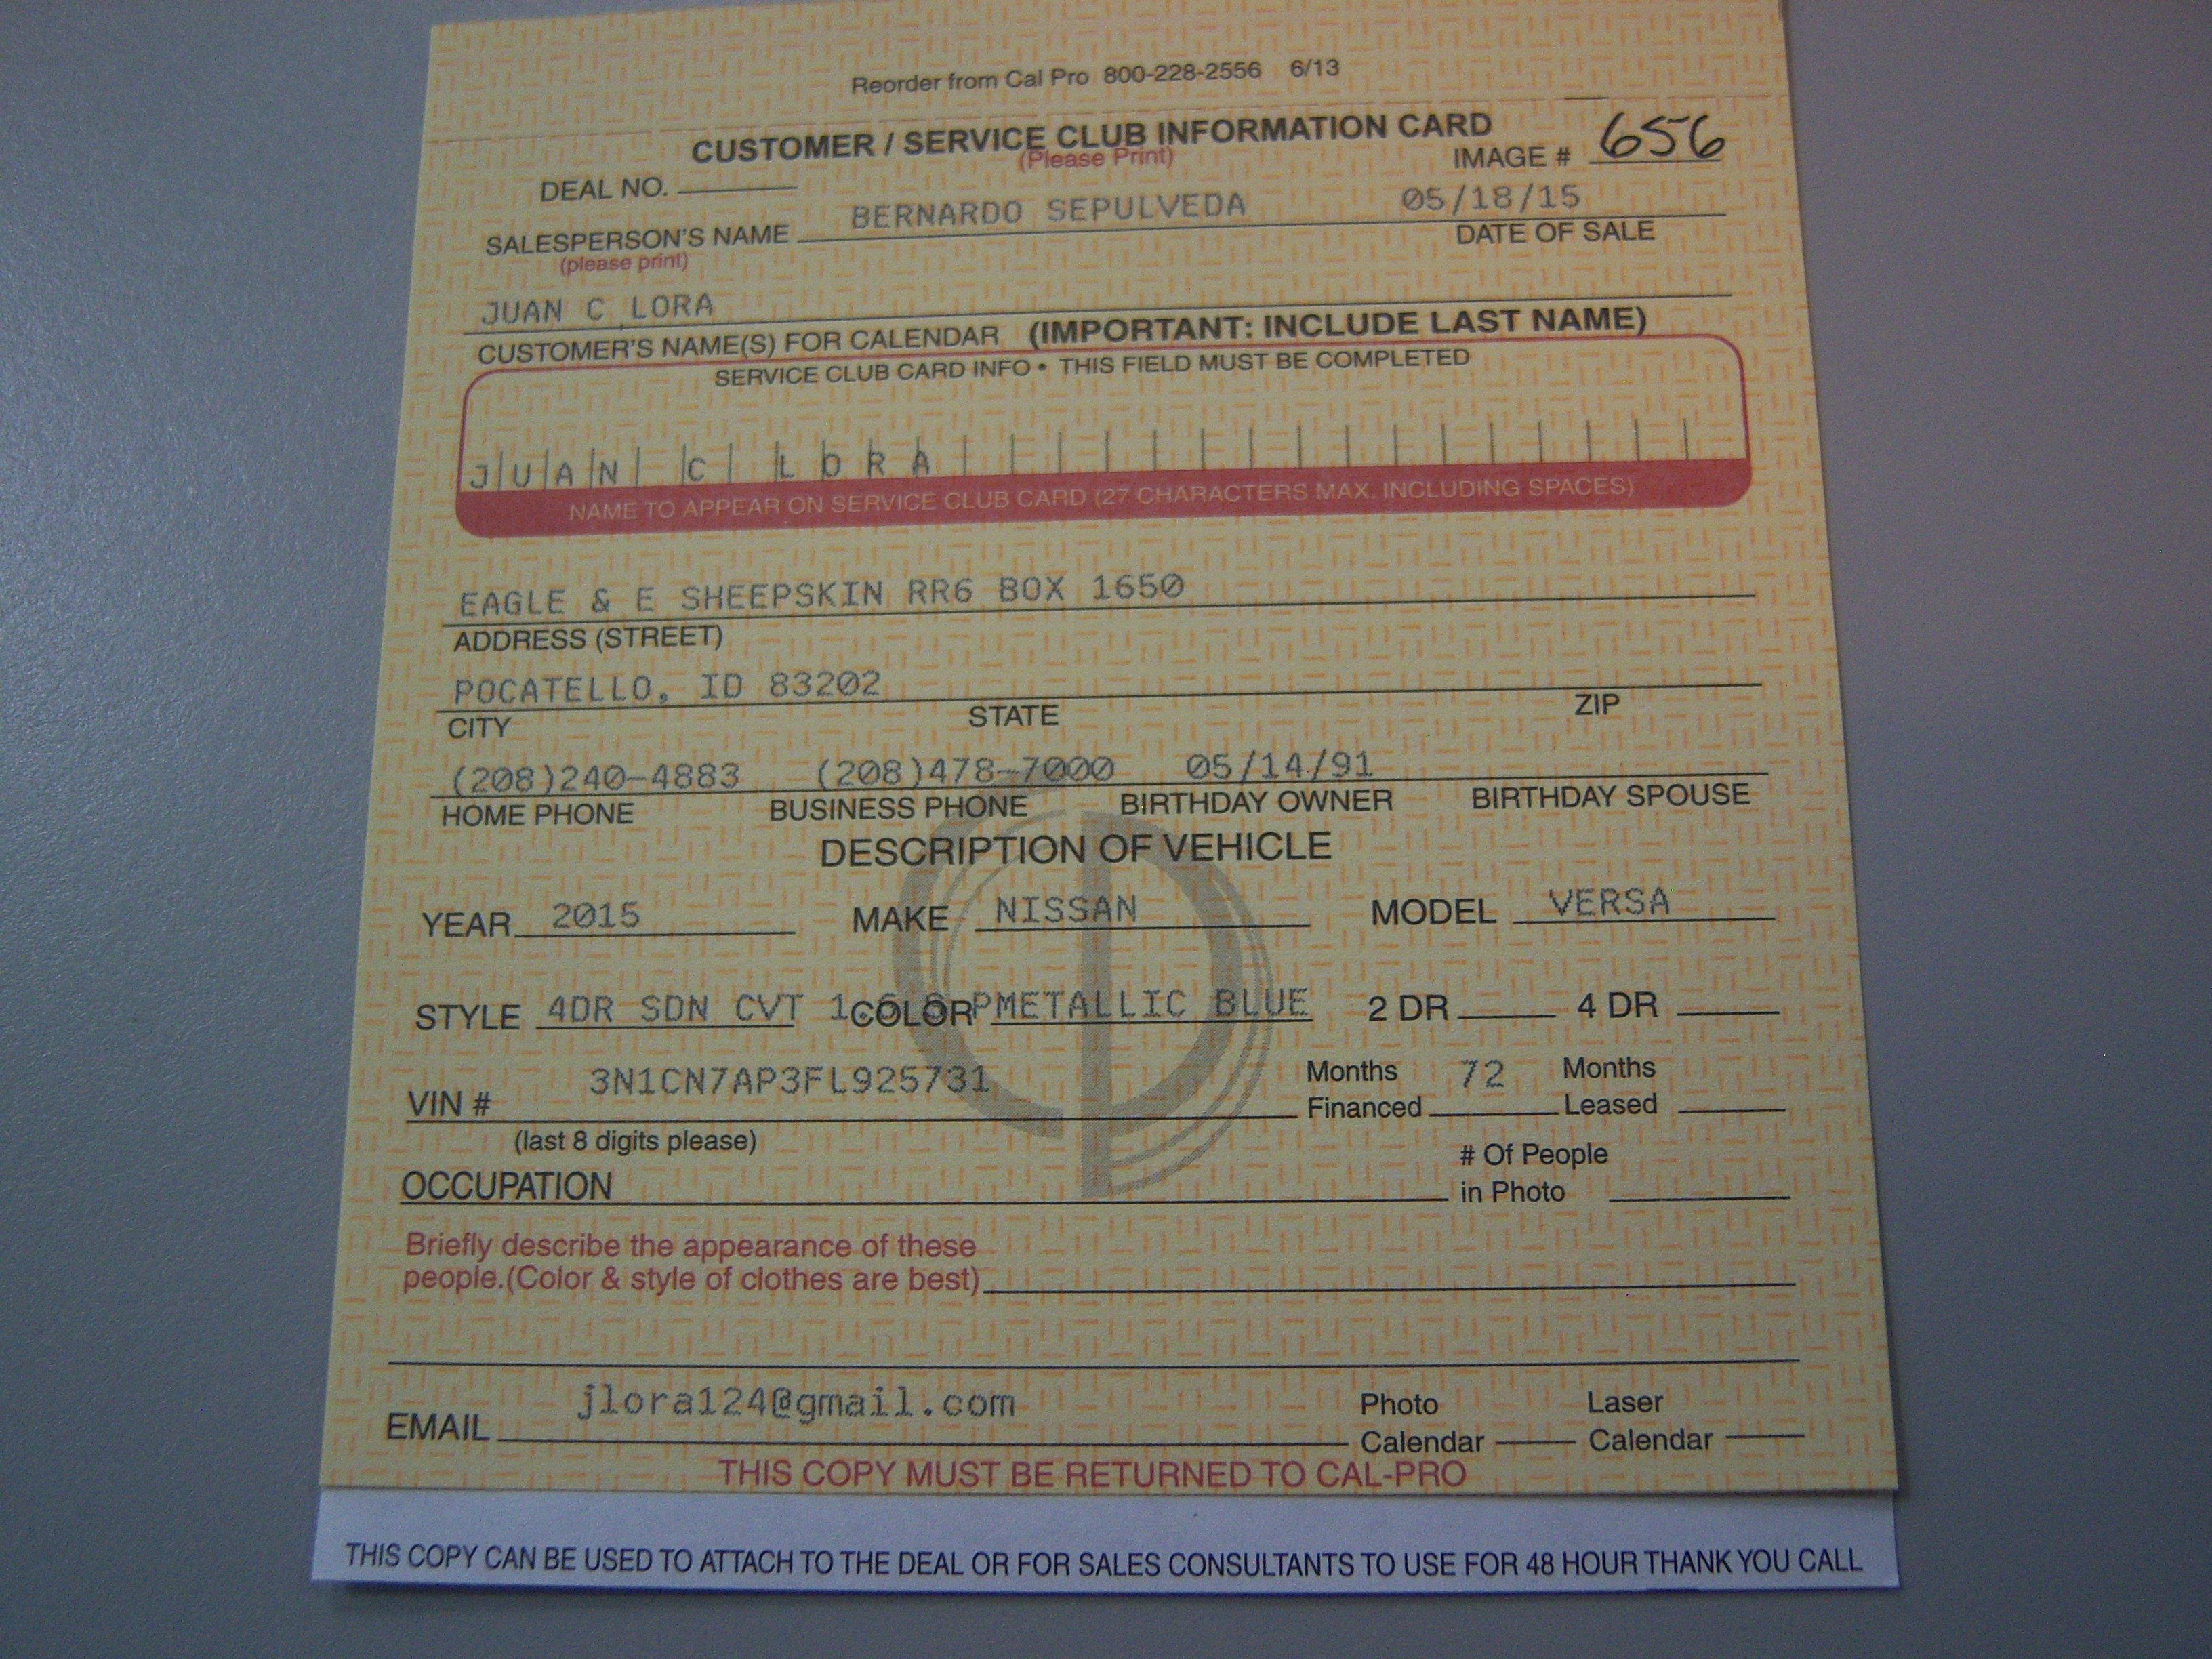 Reorder from Cal Pro 800-228-2556 6/13
CUSTOMER / SERVICE CLUB INFORMATION CARD
(Please Print)
IMAGE # 656
DEAL NO.
SALESPERSON'S NAME BERNARDO SEPULVEDA 05/18/15
(please print) DATE OF SALE
JUAN C LORA
CUSTOMER'S NAME(S) FOR CALENDAR (IMPORTANT: INCLUDE LAST NAME)
SERVICE CLUB CARD INFO • THIS FIELD MUST BE COMPLETED
JUAN C LORA
NAME TO APPEAR ON SERVICE CLUB CARD (27 CHARACTERS MAX. INCLUDING SPACES)
EAGLE & E SHEEPSKIN RR6 BOX 1650
ADDRESS (STREET)
POCATELLO, ID 83202
CITY STATE ZIP
(208)240-4883 (208)478-7000 05/14/91
HOME PHONE BUSINESS PHONE BIRTHDAY OWNER BIRTHDAY SPOUSE
DESCRIPTION OF VEHICLE
YEAR 2015 MAKE NISSAN MODEL VERSA
STYLE 4DR SDN CVT COLOR METALLIC BLUE 2 DR 4 DR
VIN # 3N1CN7AP3FL925731 Months Financed 72 Months Leased
(last 8 digits please)
OCCUPATION # Of People in Photo
Briefly describe the appearance of these
people.(Color & style of clothes are best)
EMAIL jlora124@gmail.com Photo Calendar Laser Calendar
THIS COPY MUST BE RETURNED TO CAL-PRO
THIS COPY CAN BE USED TO ATTACH TO THE DEAL OR FOR SALES CONSULTANTS TO USE FOR 48 HOUR THANK YOU CALL